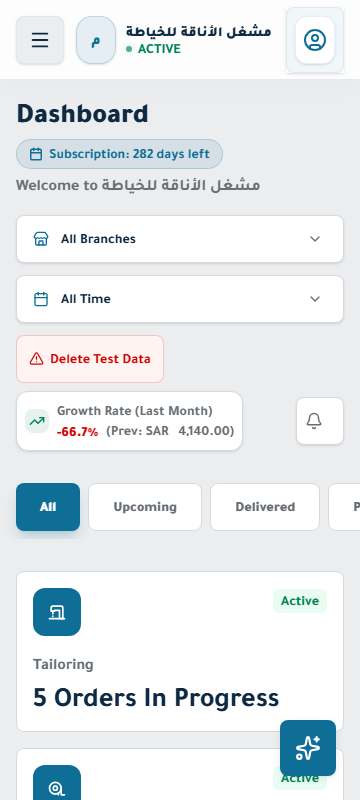 م
مشغل الأناقة للخياطة
ACTIVE
Dashboard
Subscription: 282 days left
Welcome to مشغل الأناقة للخياطة
All Branches
All Time
Delete Test Data
Growth Rate (Last Month)
-66.7% (Prev: SAR 4,140.00)
All
Upcoming
Delivered
Active
Tailoring
5 Orders In Progress
Active